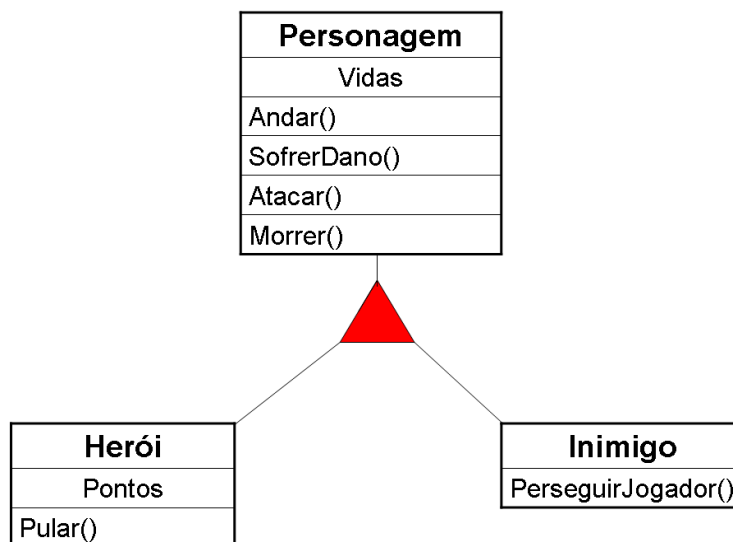 Personagem
Vidas
Andar()
SofrerDano()
Atacar()
Morrer()
Herói
Pontos
Pular()
Inimigo
PerseguirJogador()